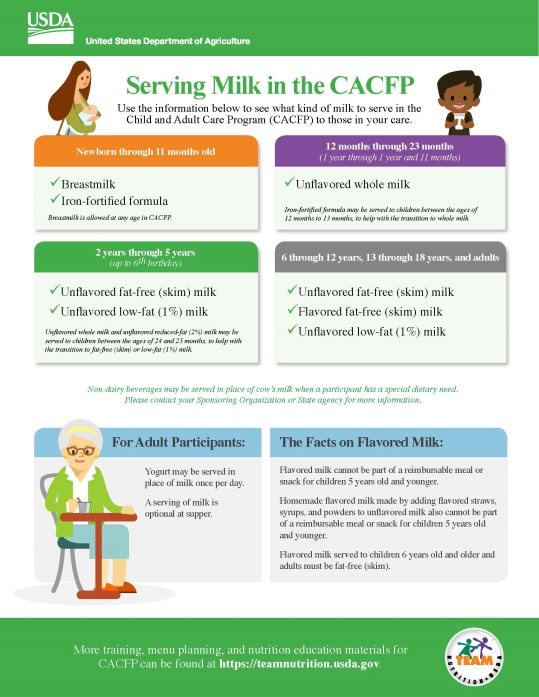 USDA
United States Department of Agriculture
Serving Milk in the CACFP
Use the information below to see what kind of milk to serve in the
Child and Adult Care Program (CACFP) to those in your care.
Newborn through 11 months old
✓Breastmilk
✓Iron-fortified formula
Breastmilk is allowed at any age in CACFP.
12 months through 23 months
(1 year through 1 year and 11 months)
✓Unflavored whole milk
Iron-fortified formula may be served to children between the ages of
12 months to 13 months, to help with the transition to whole milk.
2 years through 5 years
(up to 6th birthday)
✓Unflavored fat-free (skim) milk
✓Unflavored low-fat (1%) milk
Unflavored whole milk and unflavored reduced-fat (2%) milk may be
served to children between the ages of 24 and 25 months, to help with
the transition to fat-free (skim) or low-fat (1%) milk.
6 through 12 years, 13 through 18 years, and adults
✓Unflavored fat-free (skim) milk
✓Flavored fat-free (skim) milk
✓Unflavored low-fat (1%) milk
Non-dairy beverages may be served in place of cow's milk when a participant has a special dietary need.
Please contact your Sponsoring Organization or State agency for more information.
For Adult Participants:
Yogurt may be served in
place of milk once per day.
A serving of milk is
optional at supper.
The Facts on Flavored Milk:
Flavored milk cannot be part of a reimbursable meal or
snack for children 5 years old and younger.
Homemade flavored milk made by adding flavored straws,
syrups, and powders to unflavored milk also cannot be part
of a reimbursable meal or snack for children 5 years old
and younger.
Flavored milk served to children 6 years old and older and
adults must be fat-free (skim).
More training, menu planning, and nutrition education materials for
CACFP can be found at https://teamnutrition.usda.gov.
TEAM
NUTRITION
USDA